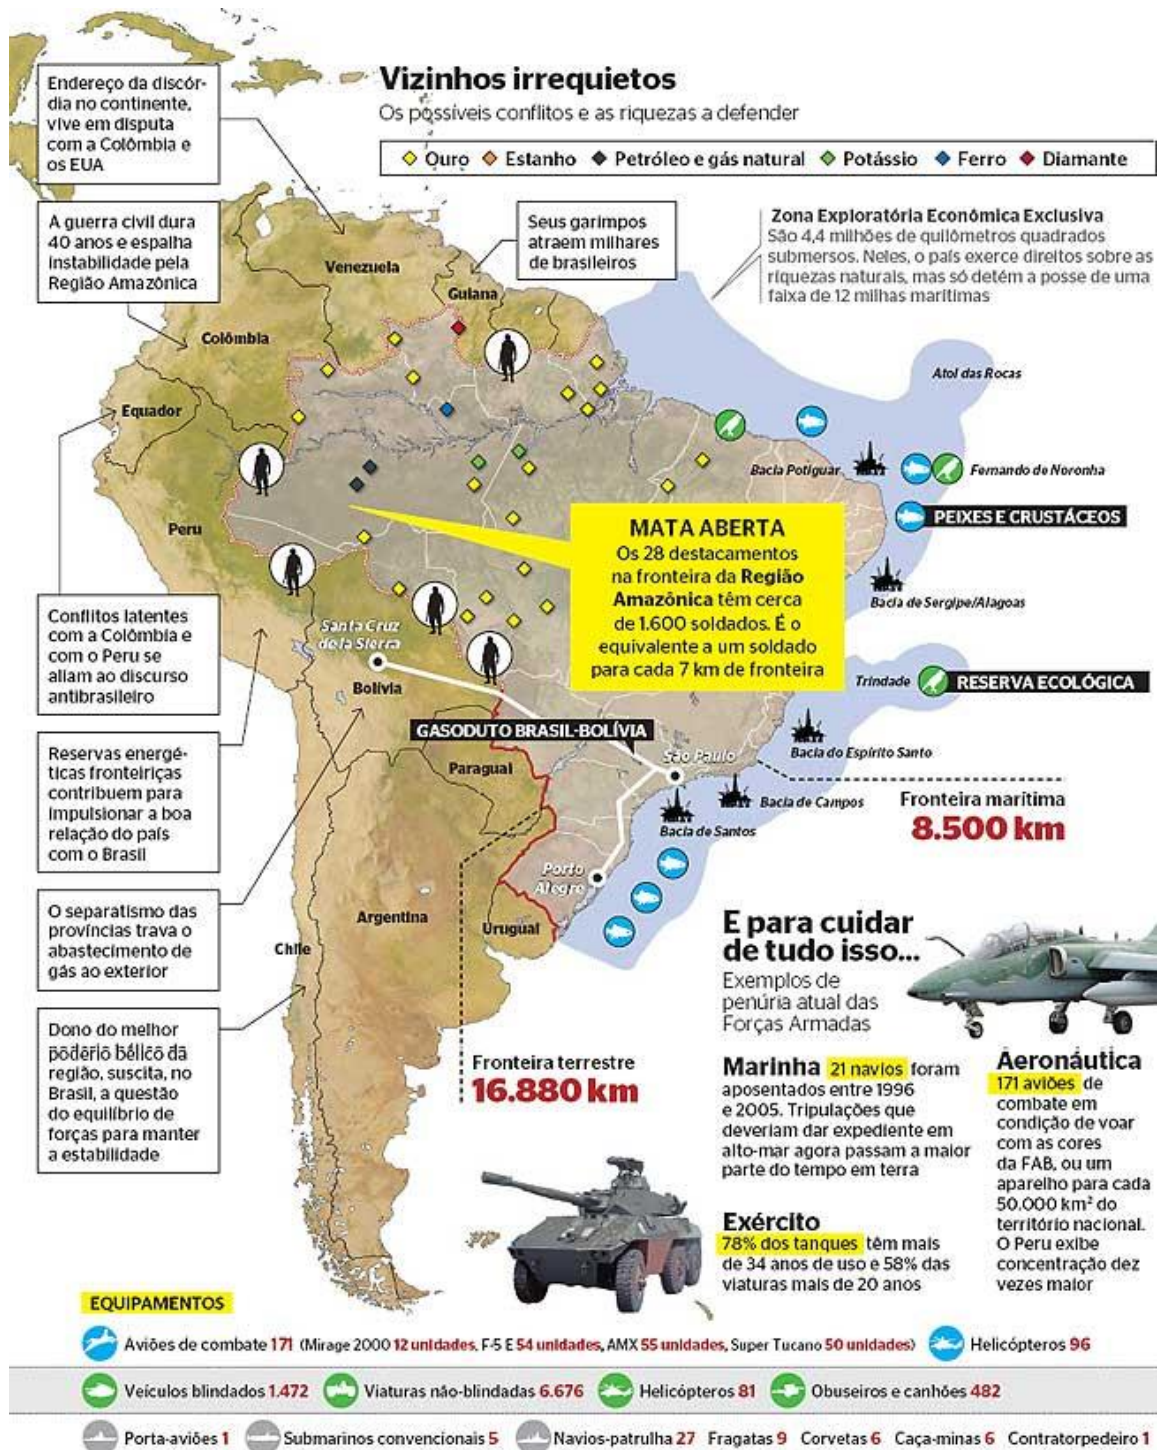 Vizinhos irrequietos
Os possíveis conflitos e as riquezas a defender
Ouro Estanho Petróleo e gás natural Potássio Ferro Diamante
Endereço da discór-
dia no continente,
vive em disputa
com a Colômbia e
os EUA
A guerra civil dura
40 anos e espalha
instabilidade pela
Região Amazônica
Seus garimpos
atraem milhares
de brasileiros
Zona Exploratória Econômica Exclusiva
São 4,4 milhões de quilômetros quadrados
submersos. Neles, o país exerce direitos sobre as
riquezas naturais, mas só detém a posse de uma
faixa de 12 milhas marítimas
Venezuela
Guiana
Colômbia
Equador
Atol das Rocas
Bacia Potiguar
Fernando de Noronha
PEIXES E CRUSTÁCEOS
Peru
MATA ABERTA
Os 28 destacamentos
na fronteira da Região
Amazônica têm cerca
de 1.600 soldados. É o
equivalente a um soldado
para cada 7 km de fronteira
Bacia de Sergipe/Alagoas
Conflitos latentes
com a Colômbia e
com o Peru se
aliam ao discurso
antibrasileiro
Santa Cruz
de la Sierra
Bolívia
Trindade
RESERVA ECOLÓGICA
GASODUTO BRASIL-BOLÍVIA
São Paulo
Bacia do Espírito Santo
Reservas energé-
ticas fronteiriças
contribuem para
impulsionar a boa
relação do país
com o Brasil
Paraguai
Bacia de Campos
Bacia de Santos
Fronteira marítima
8.500 km
Porto
Alegre
O separatismo das
províncias trava o
abastecimento de
gás ao exterior
Argentina
Uruguai
Chile
Dono do melhor
poderio bélico da
região, suscita, no
Brasil, a questão
do equilíbrio de
forças para manter
a estabilidade
Fronteira terrestre
16.880 km
E para cuidar
de tudo isso...
Exemplos de
penúria atual das
Forças Armadas
Marinha 21 navios foram
aposentados entre 1996
e 2005. Tripulações que
deveriam dar expediente em
alto-mar agora passam a maior
parte do tempo em terra
Exército
78% dos tanques têm mais
de 34 anos de uso e 58% das
viaturas mais de 20 anos
Aeronáutica
171 aviões de
combate em
condição de voar
com as cores
da FAB, ou um
aparelho para cada
50.000 km² do
território nacional.
O Peru exibe
concentração dez
vezes maior
EQUIPAMENTOS
Aviões de combate 171 (Mirage 2000 12 unidades, F-5 E 54 unidades, AMX 55 unidades, Super Tucano 50 unidades) Helicópteros 96
Veículos blindados 1.472 Viaturas não-blindadas 6.676 Helicópteros 81 Obuseiros e canhões 482
Porta-aviões 1 Submarinos convencionais 5 Navios-patrulha 27 Fragatas 9 Corvetas 6 Caça-minas 6 Contratorpedeiro 1